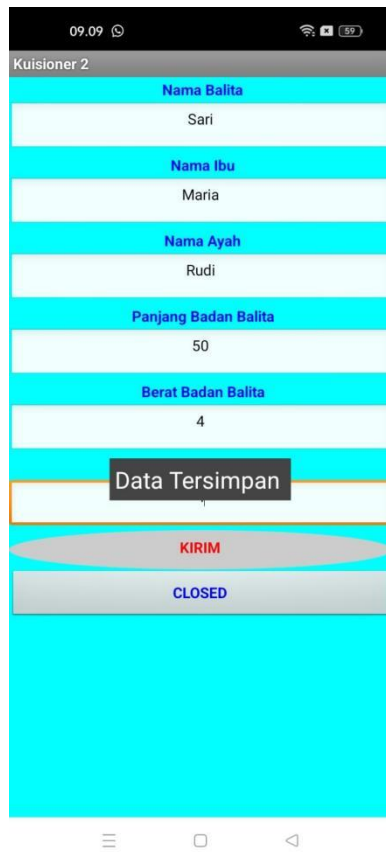 09.09
59
Kuisioner 2
Nama Balita
Sari
Nama Ibu
Maria
Nama Ayah
Rudi
Panjang Badan Balita
50
Berat Badan Balita
4
Data Tersimpan
KIRIM
CLOSED